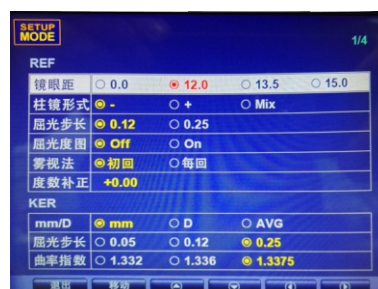 SETUP
MODE
1/4
REF
镜眼距 0.0 12.0 13.5 15.0
柱镜形式 - + Mix
屈光步长 0.12 0.25
屈光度图 Off On
雾视法 初回 每回
度数补正 +0.00
KER
mm/D mm D AVG
屈光步长 0.05 0.12 0.25
曲率指数 1.332 1.336 1.3375
退出 移动